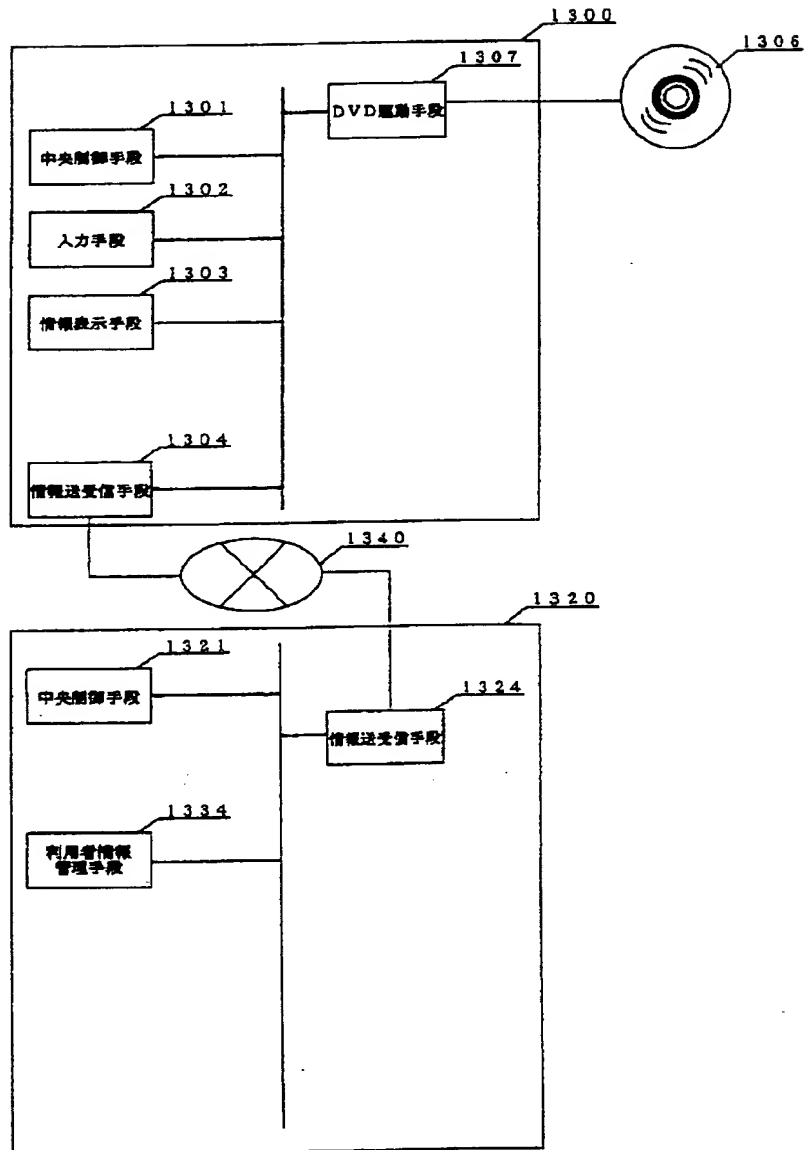 １３００
１３０７
ＤＶＤ駆動手段
１３０６
１３０１
中央制御手段
１３０２
入力手段
１３０３
情報表示手段
１３０４
情報送受信手段
１３４０
１３２０
１３２１
中央制御手段
１３２４
情報送受信手段
１３３４
利用者情報
管理手段